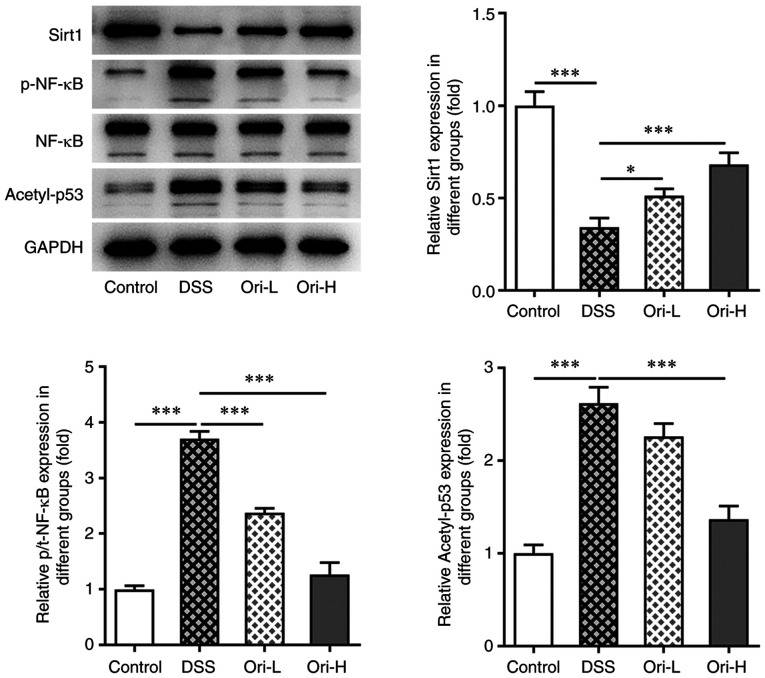 Sirt1
p-NF-κB
NF-κB
Acetyl-p53
GAPDH
Control DSS Ori-L Ori-H
Relative Sirt1 expression in
different groups (fold)
1.5
1.0
0.5
0.0
***
***
*
Control DSS Ori-L Ori-H
Relative p/t-NF-κB expression in
different groups (fold)
5
4
3
2
1
0
***
*** ***
Control DSS Ori-L Ori-H
Relative Acetyl-p53 expression in
different groups (fold)
3
2
1
0
*** ***
Control DSS Ori-L Ori-H